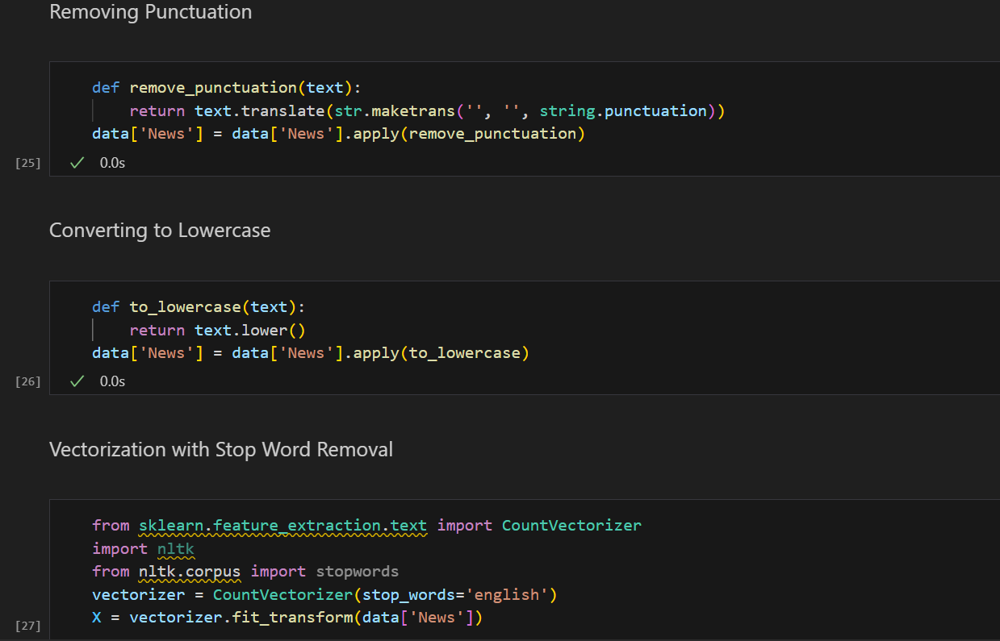 Removing Punctuation
def remove_punctuation(text):
    return text.translate(str.maketrans('', '', string.punctuation))
data['News'] = data['News'].apply(remove_punctuation)
[25]
0.0s
Converting to Lowercase
def to_lowercase(text):
    return text.lower()
data['News'] = data['News'].apply(to_lowercase)
[26]
0.0s
Vectorization with Stop Word Removal
from sklearn.feature_extraction.text import CountVectorizer
import nltk
from nltk.corpus import stopwords
vectorizer = CountVectorizer(stop_words='english')
X = vectorizer.fit_transform(data['News'])
[27]